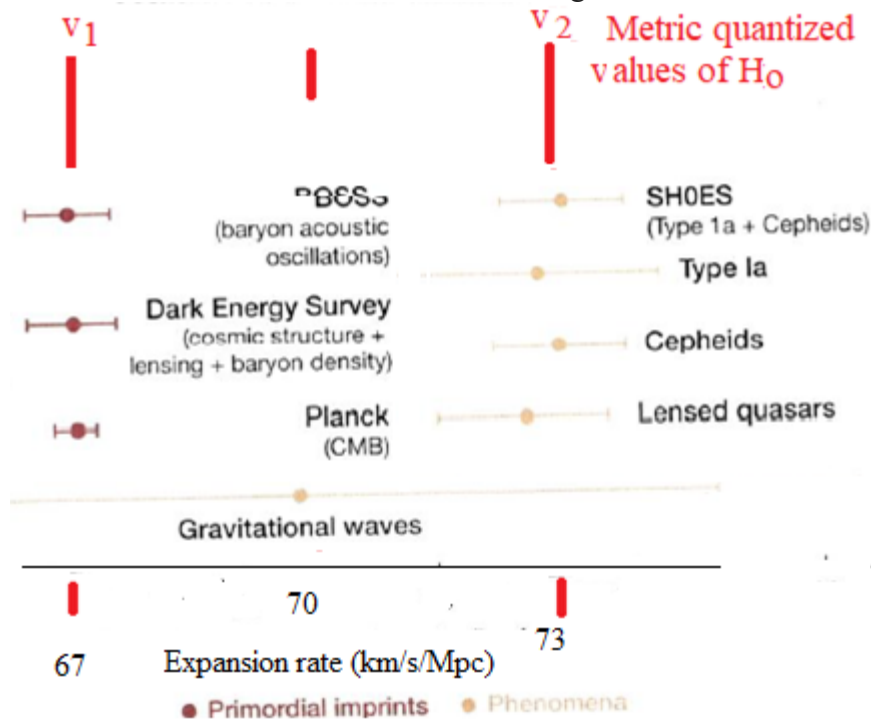 v1
v2 Metric quantized
values of Ho
(baryon acoustic
oscillations)
SH0ES
(Type 1a + Cepheids)
Type Ia
Dark Energy Survey
(cosmic structure +
lensing + baryon density)
Cepheids
Planck
(CMB)
Lensed quasars
Gravitational waves
67
70
73
Expansion rate (km/s/Mpc)
Primordial imprints
Phenomena